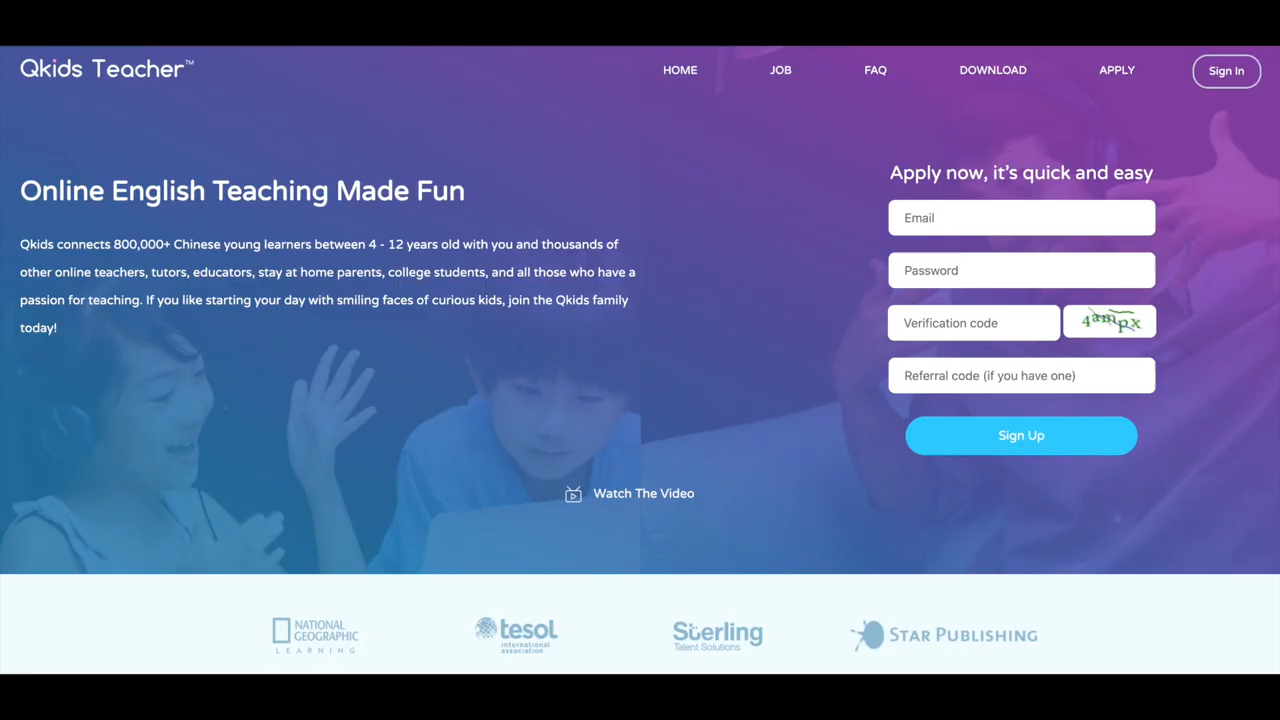 Qkids Teacher™
HOME
JOB
FAQ
DOWNLOAD
APPLY
Sign In
Online English Teaching Made Fun
Qkids connects 800,000+ Chinese young learners between 4 - 12 years old with you and thousands of
other online teachers, tutors, educators, stay at home parents, college students, and all those who have a
passion for teaching. If you like starting your day with smiling faces of curious kids, join the Qkids family
today!
Apply now, it's quick and easy
Email
Password
Verification code
4ampx
Referral code (if you have one)
Sign Up
Watch The Video
NATIONAL
GEOGRAPHIC
LEARNING
tesol
international
association
Sterling
Talent Solutions
STAR PUBLISHING